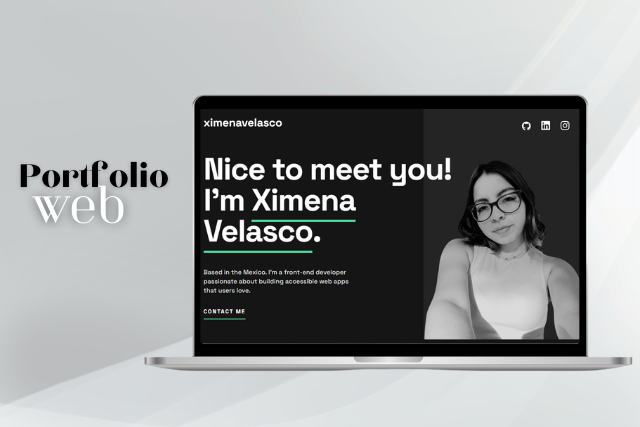 Portfolio
web
ximenavelasco
Nice to meet you!
I'm Ximena
Velasco.
Based in the Mexico. I'm a front-end developer
passionate about building accessible web apps
that users love.
CONTACT ME